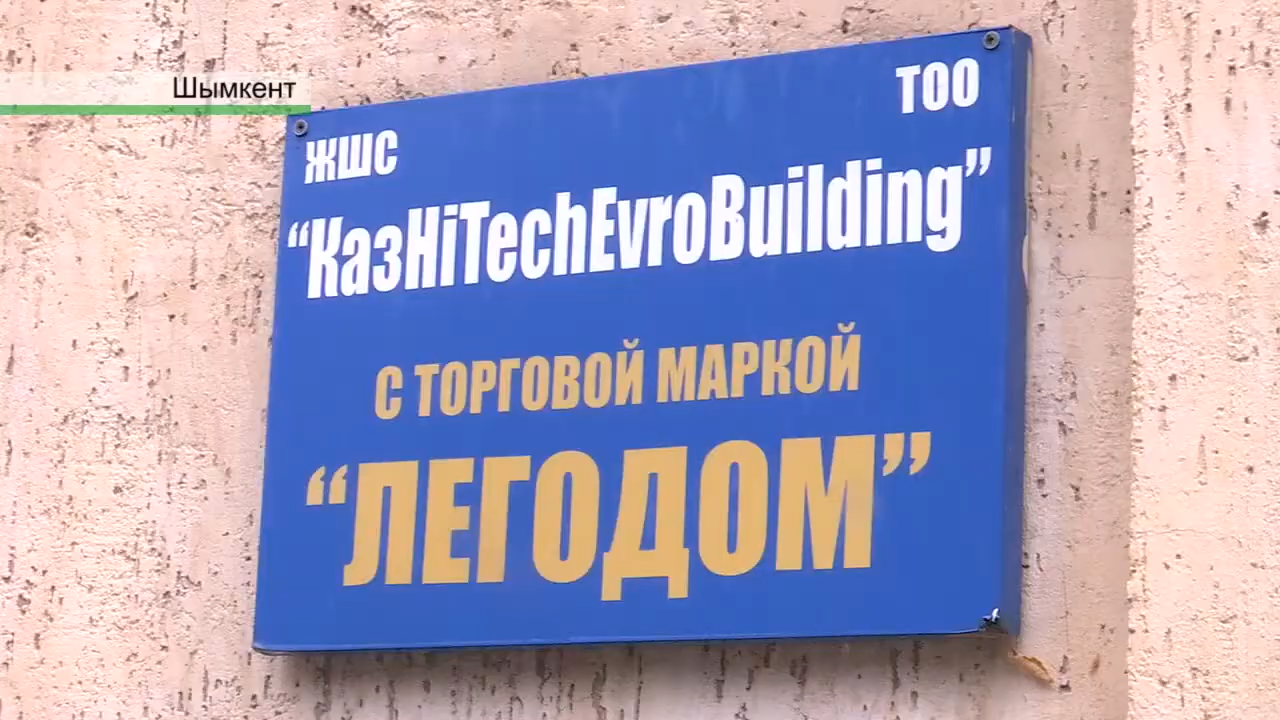 Шымкент
ЖШС ТОО
“КазHiTechEvroBuilding”
С ТОРГОВОЙ МАРКОЙ
“ЛЕГОДОМ”